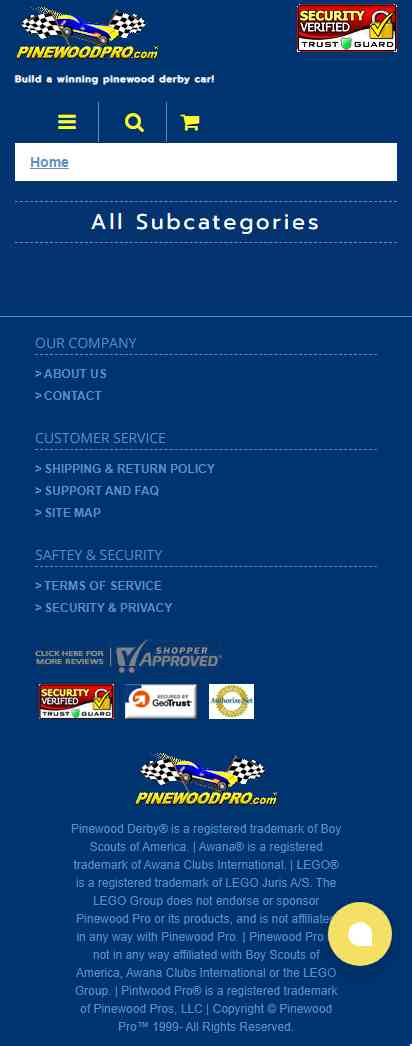 PINEWOODPRO.com
SECURITY
VERIFIED
TRUST GUARD
Build a winning pinewood derby car!
Home
All Subcategories
OUR COMPANY
> ABOUT US
> CONTACT
CUSTOMER SERVICE
> SHIPPING & RETURN POLICY
> SUPPORT AND FAQ
> SITE MAP
SAFTEY & SECURITY
> TERMS OF SERVICE
> SECURITY & PRIVACY
CLICK HERE FOR
MORE REVIEWS
SHOPPER
APPROVED®
SECURITY
VERIFIED
TRUST GUARD
SECURED BY
GeoTrust
Authorize.Net
PINEWOODPRO.com
Pinewood Derby® is a registered trademark of Boy
Scouts of America. | Awana® is a registered
trademark of Awana Clubs International. | LEGO®
is a registered trademark of LEGO Juris A/S. The
LEGO Group does not endorse or sponsor
Pinewood Pro or its products, and is not affiliated
in any way with Pinewood Pro. | Pinewood Pro
not in any way affiliated with Boy Scouts of
America, Awana Clubs International or the LEGO
Group. | Pintwood Pro® is a registered trademark
of Pinewood Pros, LLC | Copyright © Pinewood
Pro™ 1999- All Rights Reserved.